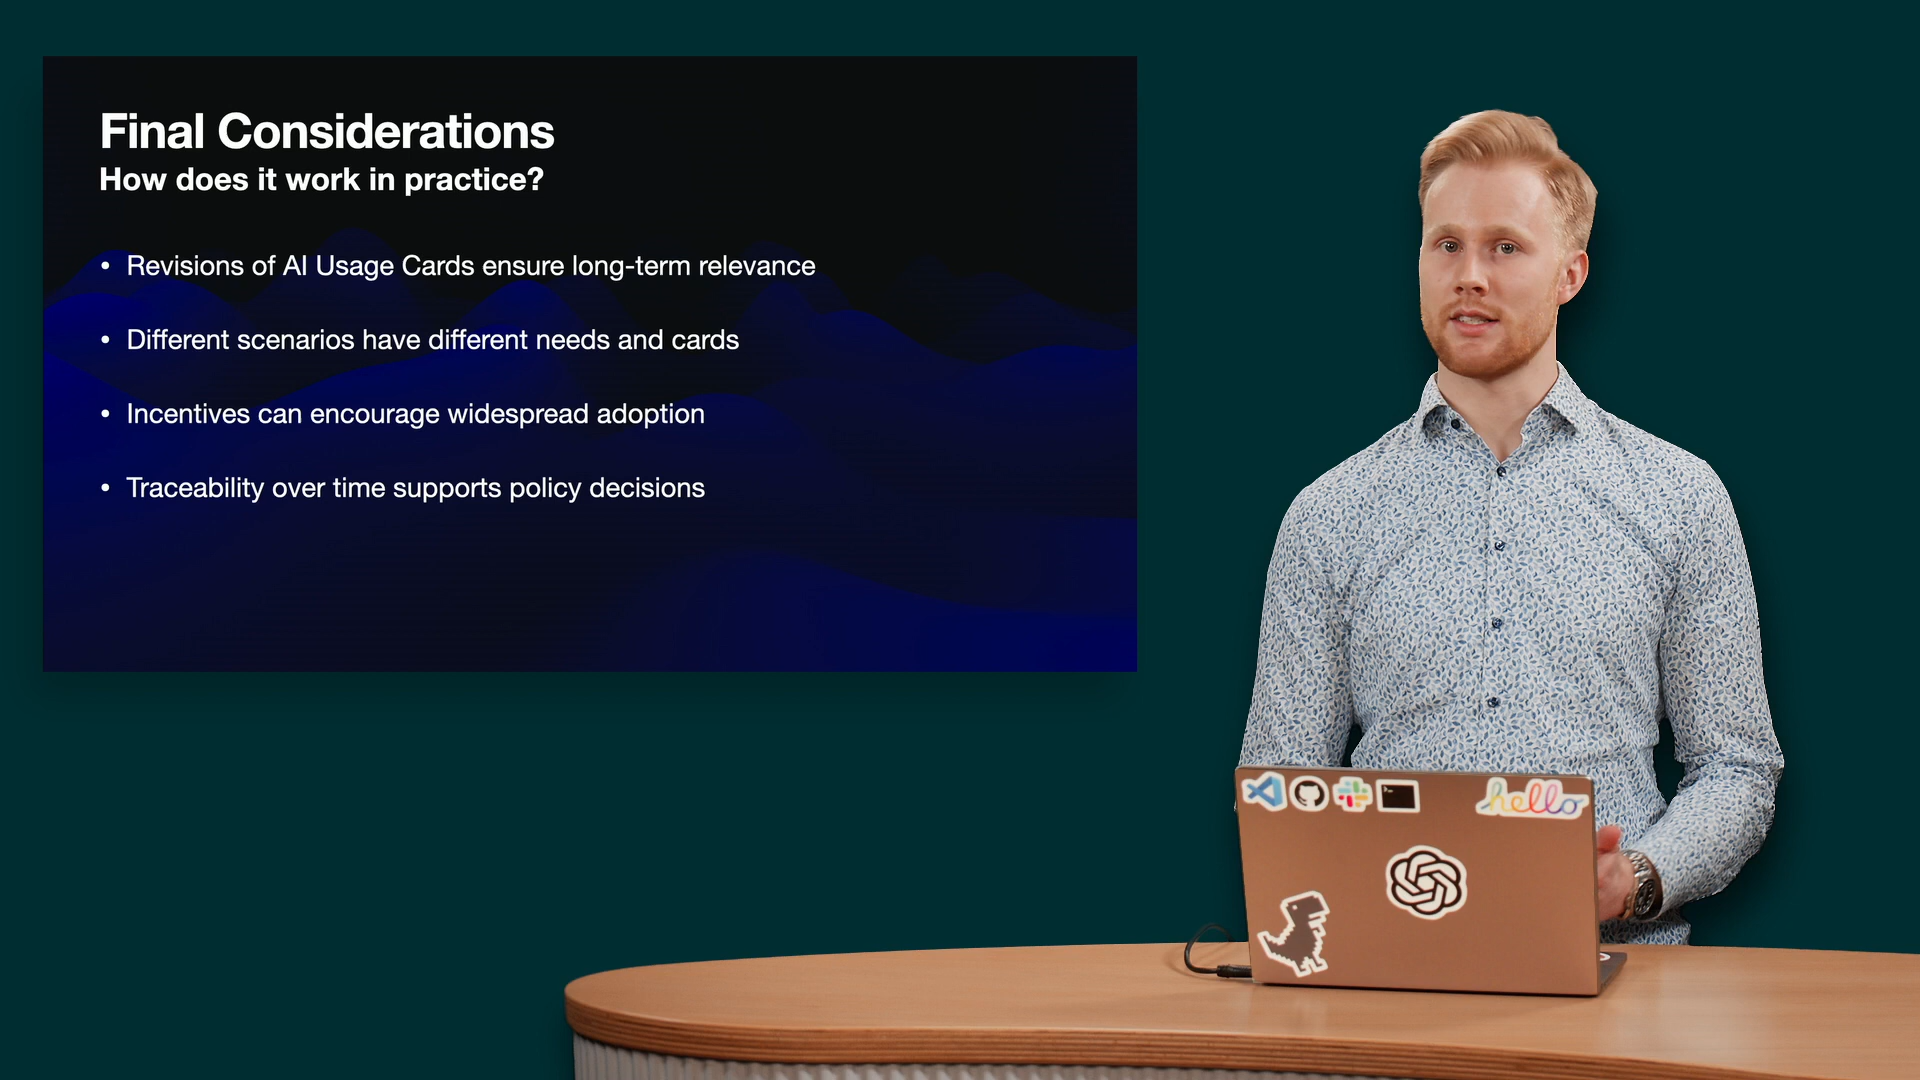 Final Considerations
How does it work in practice?
• Revisions of AI Usage Cards ensure long-term relevance
• Different scenarios have different needs and cards
• Incentives can encourage widespread adoption
• Traceability over time supports policy decisions
hello